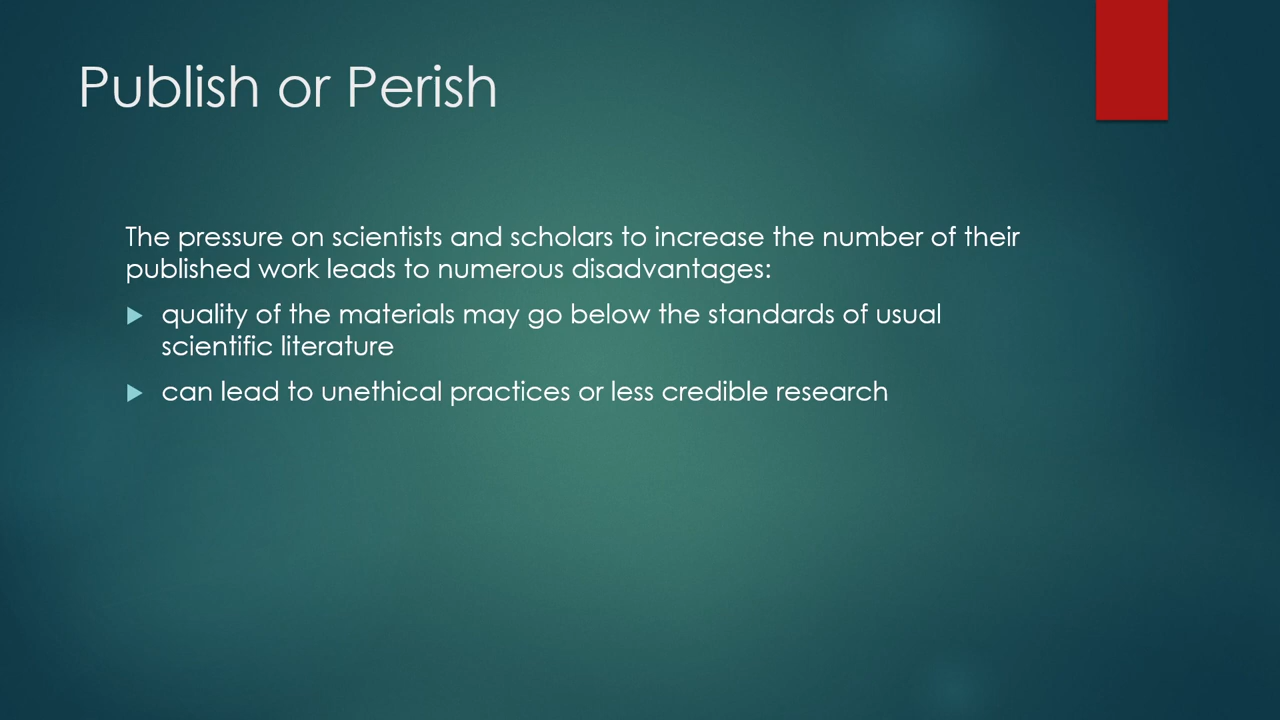 Publish or Perish
The pressure on scientists and scholars to increase the number of their
published work leads to numerous disadvantages:
quality of the materials may go below the standards of usual
scientific literature
can lead to unethical practices or less credible research